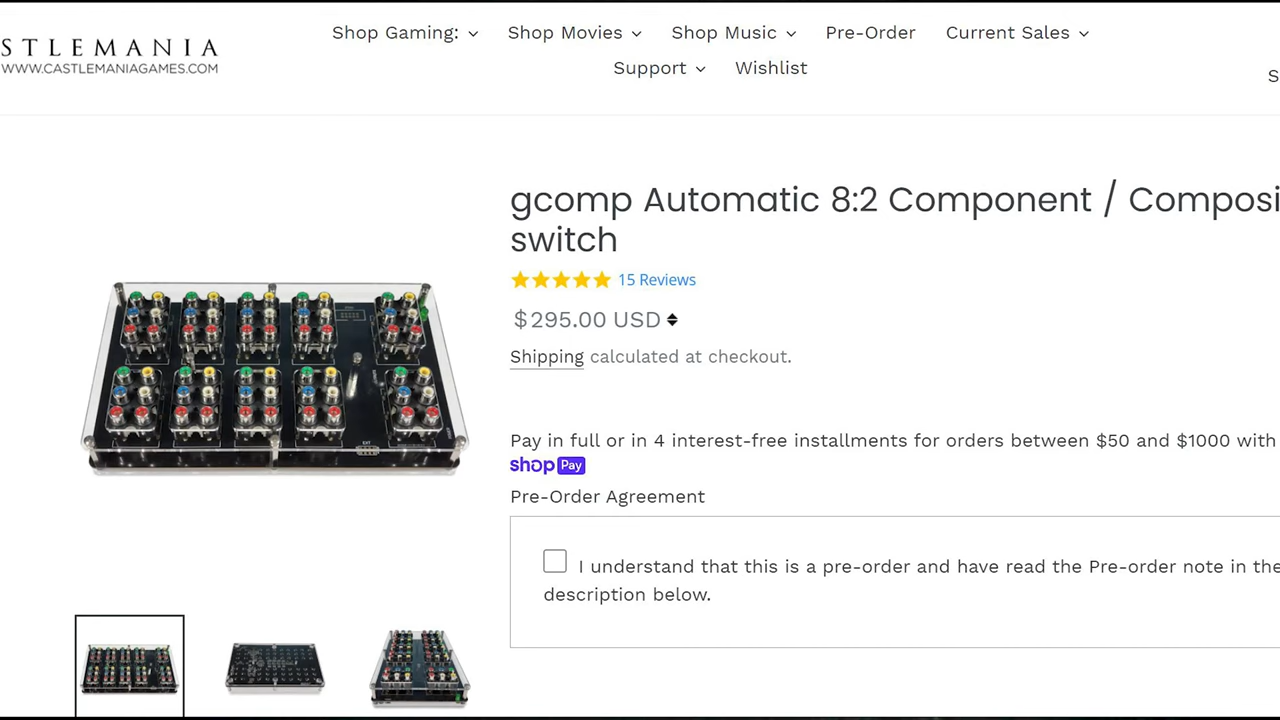 STLEMANIA
WWW.CASTLEMANIAGAMES.COM
Shop Gaming:
Shop Movies
Shop Music
Pre-Order
Current Sales
Support
Wishlist
S
gcomp Automatic 8:2 Component / Composi
switch
15 Reviews
$295.00 USD
Shipping calculated at checkout.
Pay in full or in 4 interest-free installments for orders between $50 and $1000 with
shop Pay
Pre-Order Agreement
I understand that this is a pre-order and have read the Pre-order note in the
description below.